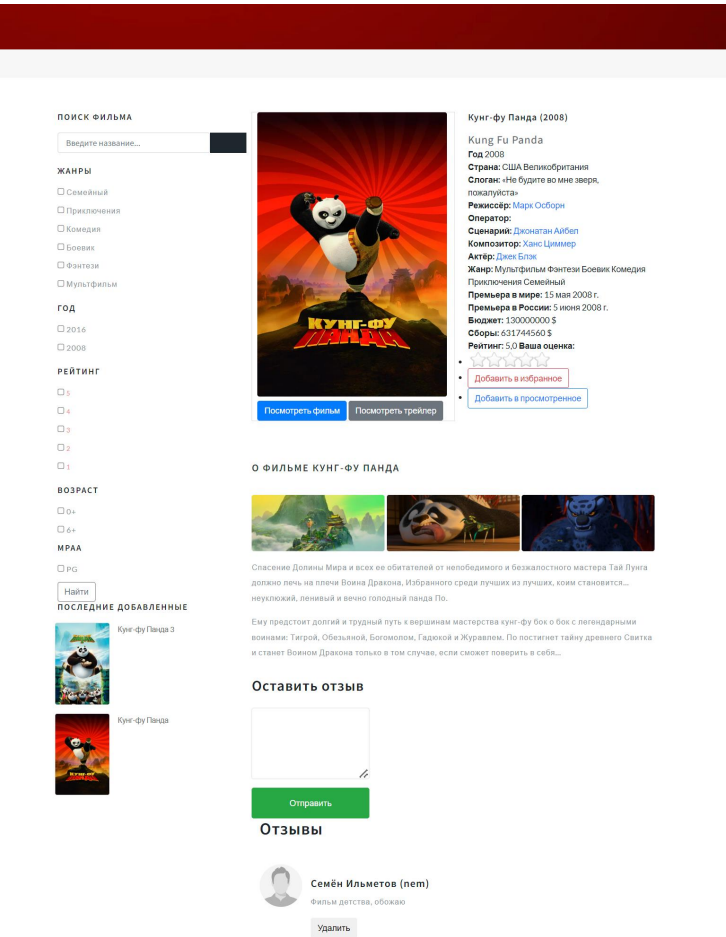 ПОИСК ФИЛЬМА
Введите название...
ЖАНРЫ
Семейный
Приключения
Комедия
Боевик
Фэнтези
Мультфильм
ГОД
2016
2008
РЕЙТИНГ
5
4
3
2
1
ВОЗРАСТ
0+
6+
МРАА
PG
Найти
ПОСЛЕДНИЕ ДОБАВЛЕННЫЕ
Кунг-фу Панда 3
Кунг-фу Панда
КУНГ-ФУ
ПАНДА
КУНГ-ФУ
ПАНДА
Посмотреть фильм
Посмотреть трейлер
Кунг-фу Панда (2008)
Kung Fu Panda
Год 2008
Страна: США Великобритания
Слоган: «Не будите во мне зверя,
пожалуйста»
Режиссёр: Марк Осборн
Оператор:
Сценарий: Джонатан Айбел
Композитор: Ханс Циммер
Актёр: Джек Блэк
Жанр: Мультфильм Фэнтези Боевик Комедия
Приключения Семейный
Премьера в мире: 15 мая 2008 г.
Премьера в России: 5 июня 2008 г.
Бюджет: 130000000 $
Сборы: 631744560 $
Рейтинг: 5,0 Ваша оценка:
Добавить в избранное
Добавить в просмотренное
О ФИЛЬМЕ КУНГ-ФУ ПАНДА
Спасение Долины Мира и всех ее обитателей от непобедимого и безжалостного мастера Тай Лунга
должно лечь на плечи Воина Дракона, Избранного среди лучших из лучших, коим становится...
неуклюжий, ленивый и вечно голодный панда По.
Ему предстоит долгий и трудный путь к вершинам мастерства кунг-фу бок о бок с легендарными
воинами: Тигрой, Обезьяной, Богомолом, Гадюкой и Журавлем. По постигнет тайну древнего Свитка
и станет Воином Дракона только в том случае, если сможет поверить в себя...
Оставить отзыв
Отправить
Отзывы
Семён Ильметов (nem)
Фильм детства, обожаю
Удалить